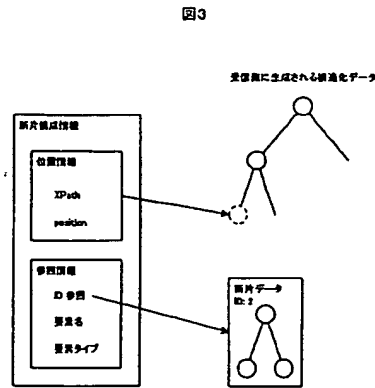 図3
受信側に生成される構造化データ
断片構成情報
位置情報
XPath
position
参照情報
ID 参照
要素名
要素タイプ
断片データ
ID: 2